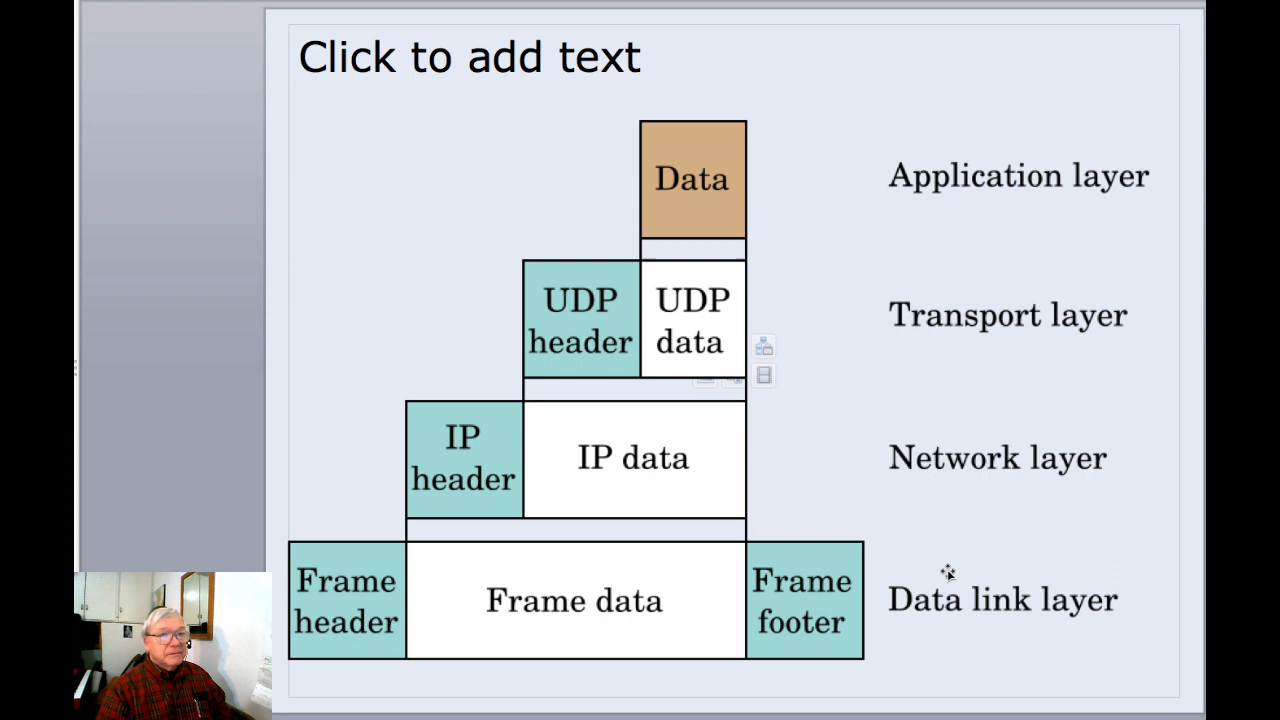 Click to add text
Data
Application layer
UDP
header
UDP
data
Transport layer
IP
header
IP data
Network layer
Frame
header
Frame data
Frame
footer
Data link layer